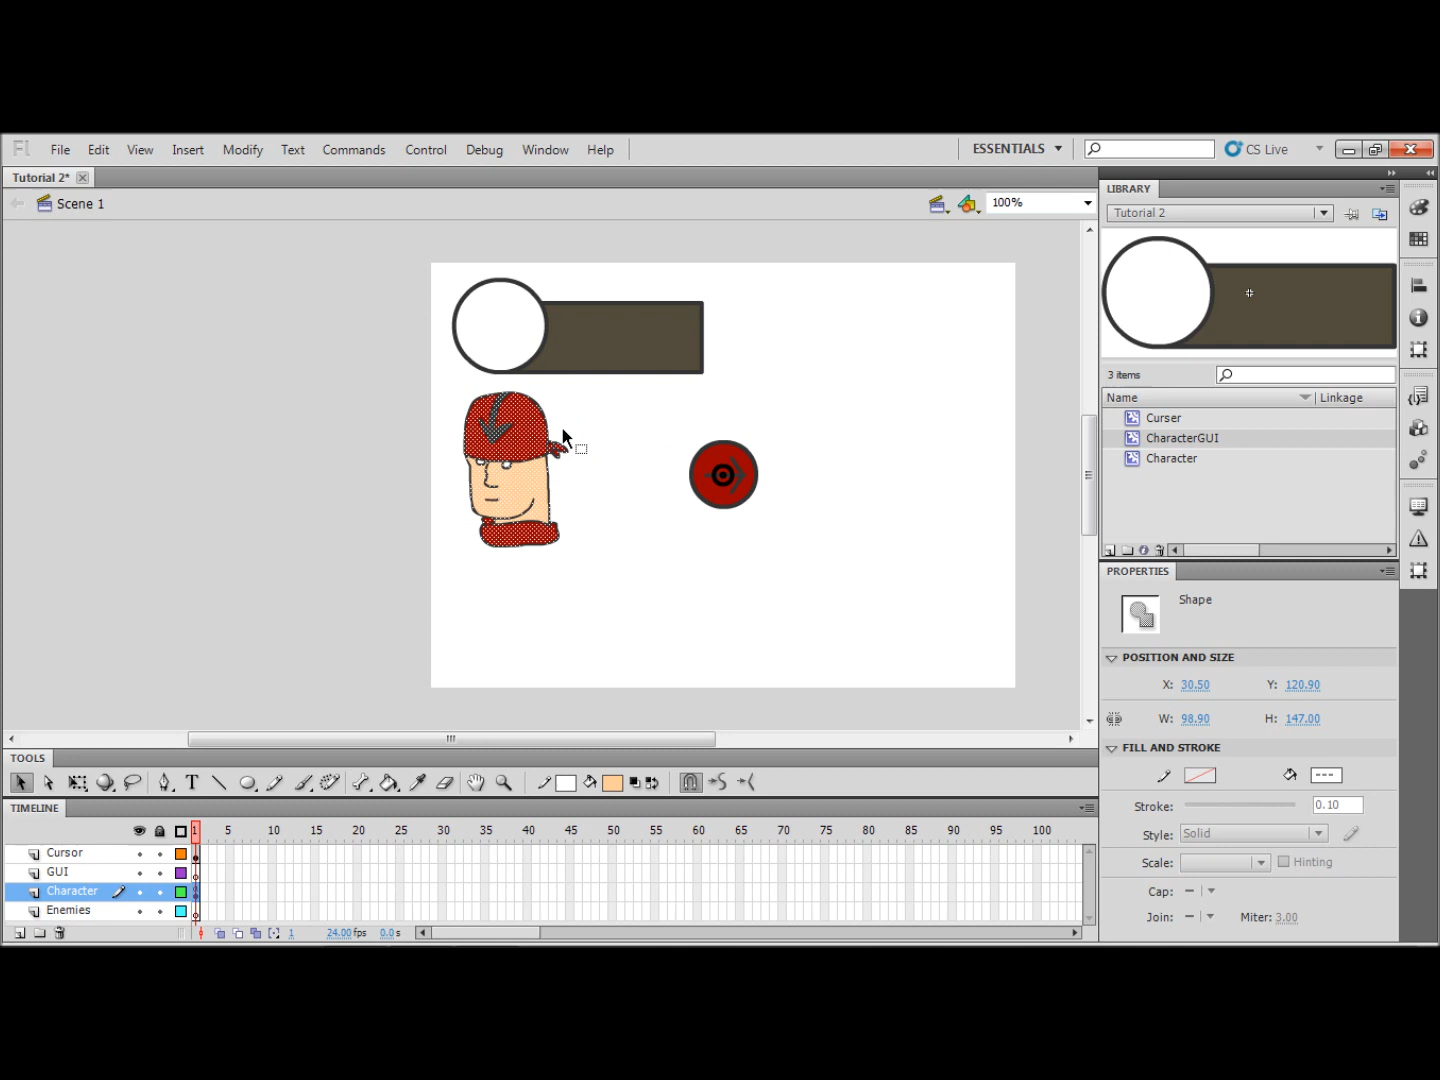 Fl File Edit View Insert Modify Text Commands Control Debug Window Help ESSENTIALS CS Live
Tutorial 2*
Scene 1 100%
LIBRARY
Tutorial 2
3 items
Name Linkage
Curser
CharacterGUI
Character
PROPERTIES
Shape
POSITION AND SIZE
X: 30.50 Y: 120.90
W: 98.90 H: 147.00
FILL AND STROKE
Stroke: 0.10
Style: Solid
Scale: Hinting
Cap:
Join: Miter: 3.00
TOOLS
T
TIMELINE
1 5 10 15 20 25 30 35 40 45 50 55 60 65 70 75 80 85 90 95 100
Cursor
GUI
Character
Enemies
1 24.00 fps 0.0 s